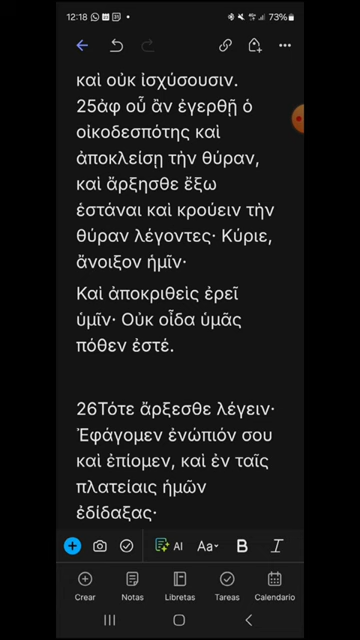 12:18
73%
καὶ οὐκ ἰσχύσουσιν.
25ἀφ οὗ ἂν ἐγερθῇ ὁ
οἰκοδεσπότης καὶ
ἀποκλείσῃ τὴν θύραν,
καὶ ἄρξησθε ἔξω
ἑστάναι καὶ κρούειν τὴν
θύραν λέγοντες· Κύριε,
ἄνοιξον ἡμῖν·
Καὶ ἀποκριθεὶς ἐρεῖ
ὑμῖν· Οὐκ οἶδα ὑμᾶς
πόθεν ἐστέ.
26Τότε ἄρξεσθε λέγειν·
Ἐφάγομεν ἐνώπιόν σου
καὶ ἐπίομεν, καὶ ἐν ταῖς
πλατείαις ἡμῶν
ἐδίδαξας·
AI Aa B I
Crear Notas Libretas Tareas Calendario